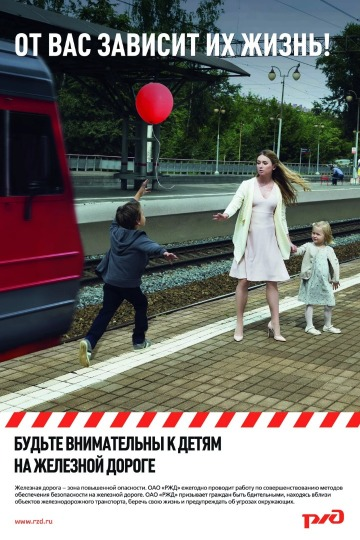 ОТ ВАС ЗАВИСИТ ИХ ЖИЗНЬ!
БУДЬТЕ ВНИМАТЕЛЬНЫ К ДЕТЯМ
НА ЖЕЛЕЗНОЙ ДОРОГЕ
Железная дорога – зона повышенной опасности. ОАО «РЖД» ежегодно проводит работу по совершенствованию методов
обеспечения безопасности на железной дороге. ОАО «РЖД» призывает граждан быть бдительными, находясь вблизи
объектов железнодорожного транспорта, беречь свою жизнь и предупреждать об угрозах окружающих.
www.rzd.ru
ржд